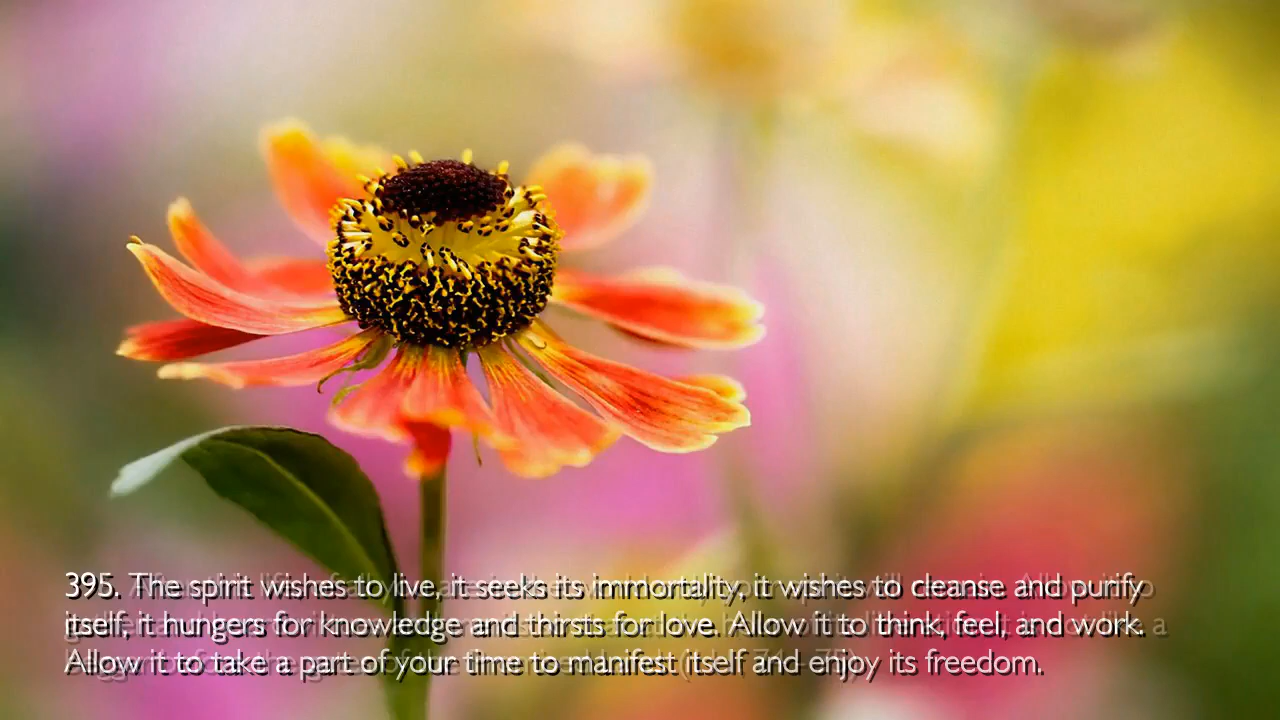 395. The spirit wishes to live, it seeks its immortality, it wishes to cleanse and purify
itself, it hungers for knowledge and thirsts for love. Allow it to think, feel, and work.
Allow it to take a part of your time to manifest itself and enjoy its freedom.